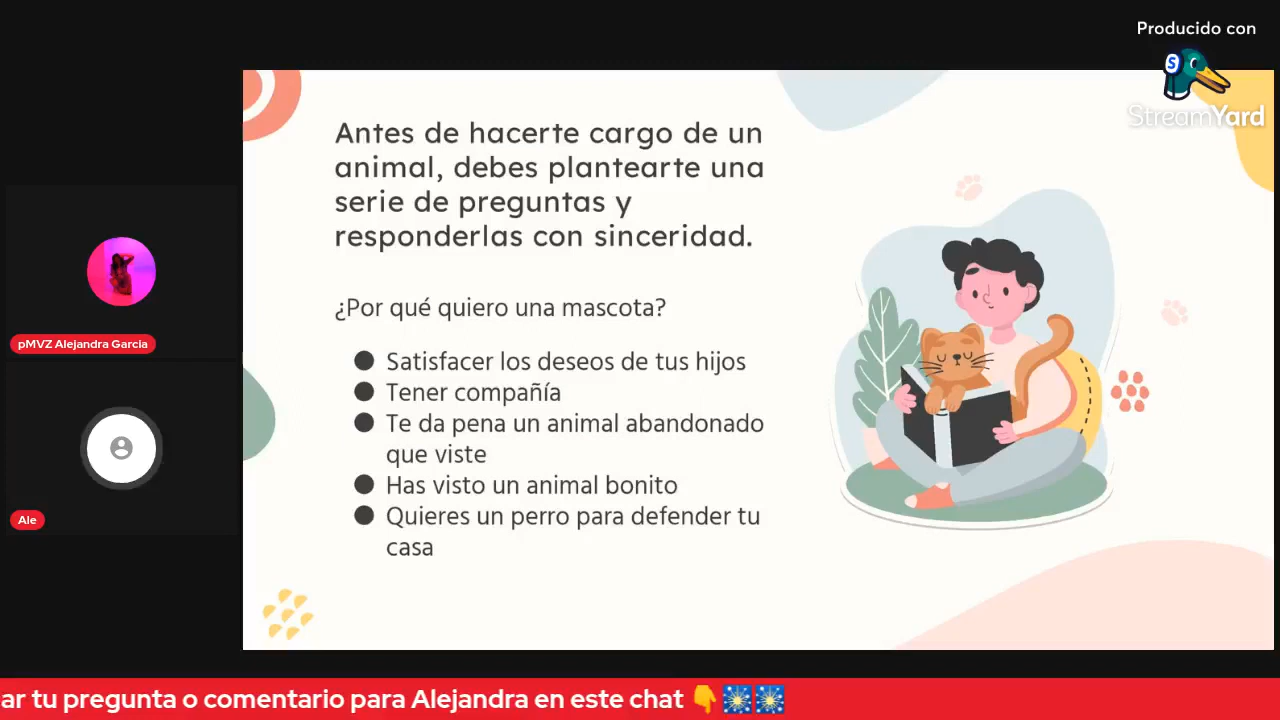 Producido con
StreamYard
Antes de hacerte cargo de un
animal, debes plantearte una
serie de preguntas y
responderlas con sinceridad.
¿Por qué quiero una mascota?
● Satisfacer los deseos de tus hijos
● Tener compañía
● Te da pena un animal abandonado
que viste
● Has visto un animal bonito
● Quieres un perro para defender tu
casa
pMVZ Alejandra Garcia
Ale
ar tu pregunta o comentario para Alejandra en este chat 👇🎇🎇